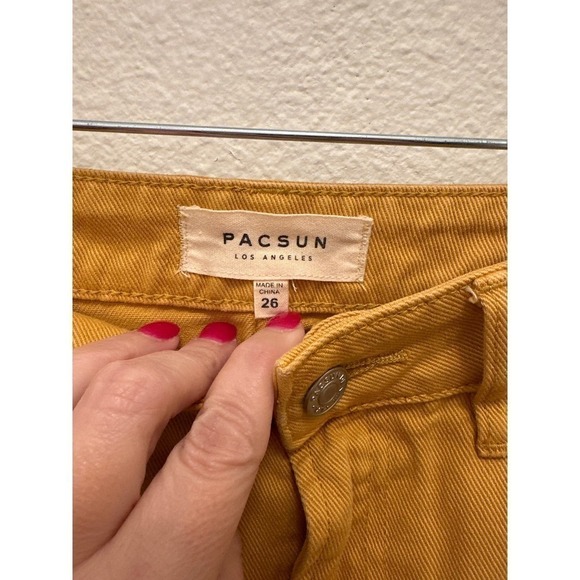 PACSUN
LOS ANGELES
MADE IN
CHINA
26